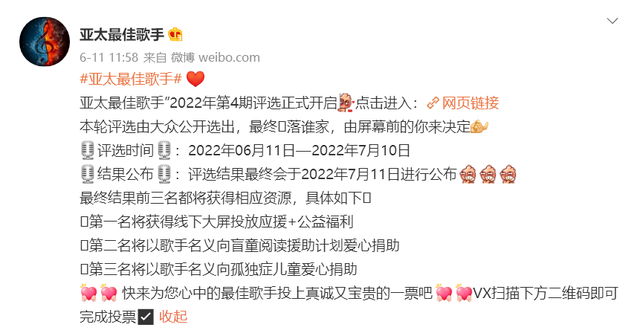 亚太最佳歌手
6-11 11:58 来自 微博 weibo.com
#亚太最佳歌手#
亚太最佳歌手”2022年第4期评选正式开启 点击进入：网页链接
本轮评选由大众公开选出，最终落谁家，由屏幕前的你来决定
评选时间：2022年06月11日—2022年7月10日
结果公布：评选结果最终会于2022年7月11日进行公布
最终结果前三名都将获得相应资源，具体如下
第一名将获得线下大屏投放应援+公益福利
第二名将以歌手名义向盲童阅读援助计划爱心捐助
第三名将以歌手名义向孤独症儿童爱心捐助
快来为您心中的最佳歌手投上真诚又宝贵的一票吧 VX扫描下方二维码即可
完成投票 收起